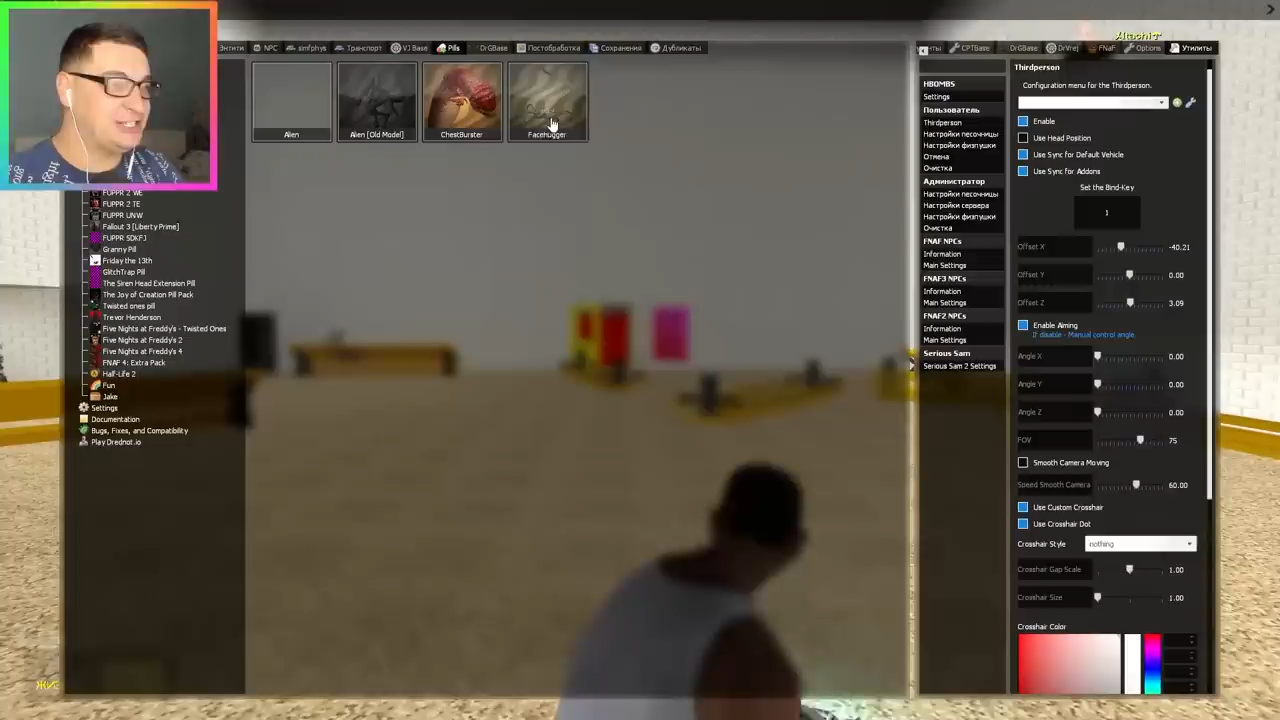 Энтити NPC simfphys Транспорт VJ Base Pills DrGBase Постобработка Сохранения Дубликаты
Alien
Alien [Old Model]
ChestBurster
Facehugger
FUPPR 2 WE
FUPPR 2 TE
FUPPR UNW
Fallout 3 [Liberty Prime]
FUPPR SDKFJ
Granny Pill
Friday the 13th
GlitchTrap Pill
The Siren Head Extension Pill
The Joy of Creation Pill Pack
Twisted ones pill
Trevor Henderson
Five Nights at Freddy's - Twisted Ones
Five Nights at Freddy's 2
Five Nights at Freddy's 4
FNAF 4: Extra Pack
Half-Life 2
Fun
Jake
Settings
Documentation
Bugs, Fixes, and Compatibility
Play Drednot.io
CPTBase DrGBase DrVrej FNaF Options Утилиты
HBOMBS
Settings
Пользователь
Thirdperson
Настройки песочницы
Настройки физпушки
Отмена
Очистка
Администратор
Настройки песочницы
Настройки сервера
Настройки физпушки
Очистка
FNAF NPCs
Information
Main Settings
FNAF3 NPCs
Information
Main Settings
FNAF2 NPCs
Information
Main Settings
Serious Sam
Serious Sam 2 Settings
Thirdperson
Configuration menu for the Thirdperson.
Enable
Use Head Position
Use Sync for Default Vehicle
Use Sync for Addons
Set the Bind-Key
1
Offset X -40.21
Offset Y 0.00
Offset Z 3.09
Enable Aiming
If disable - Manual control angle
Angle X 0.00
Angle Y 0.00
Angle Z 0.00
FOV 75
Smooth Camera Moving
Speed Smooth Camera 60.00
Use Custom Crosshair
Use Crosshair Dot
Crosshair Style nothing
Crosshair Gap Scale 1.00
Crosshair Size 1.00
Crosshair Color